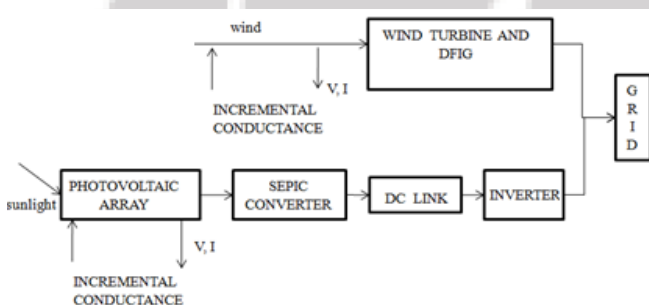 wind
WIND TURBINE AND
DFIG
V, I
INCREMENTAL
CONDUCTANCE
G
R
I
D
sunlight
PHOTOVOLTAIC
ARRAY
SEPIC
CONVERTER
DC LINK
INVERTER
V, I
INCREMENTAL
CONDUCTANCE